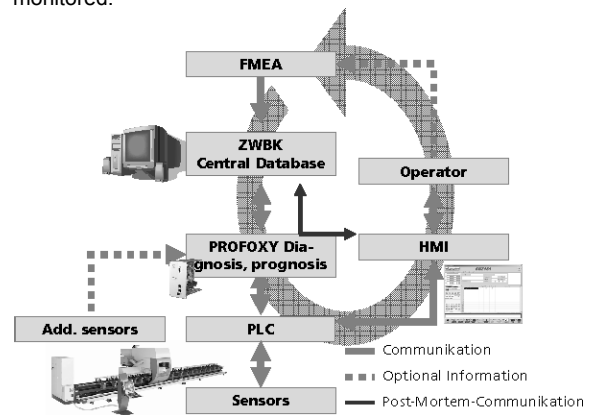 monitored.
FMEA
ZWBK
Central Database
Operator
PROFOXY Dia-
gnosis, prognosis
HMI
Add. sensors
PLC
Sensors
Communikation
Optional Information
Post-Mortem-Communikation